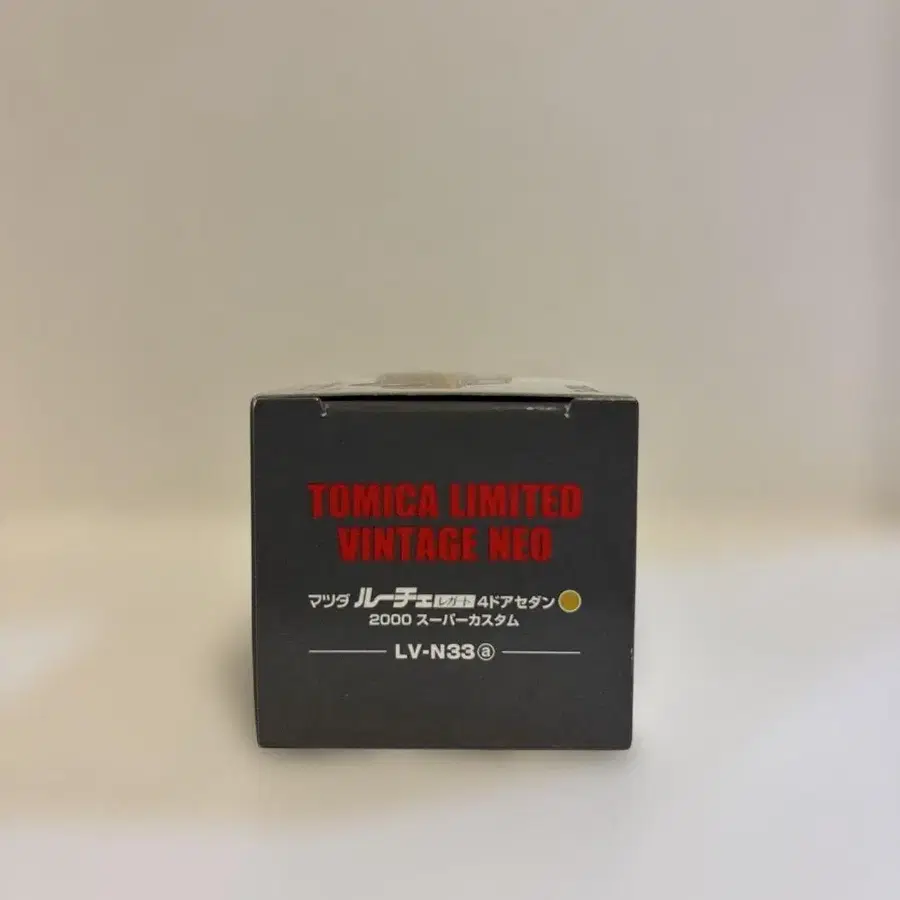 TOMICA LIMITED
VINTAGE NEO
マツダ ルーチェ レガート 4ドアセダン
2000 スーパーカスタム
LV-N33ⓐ